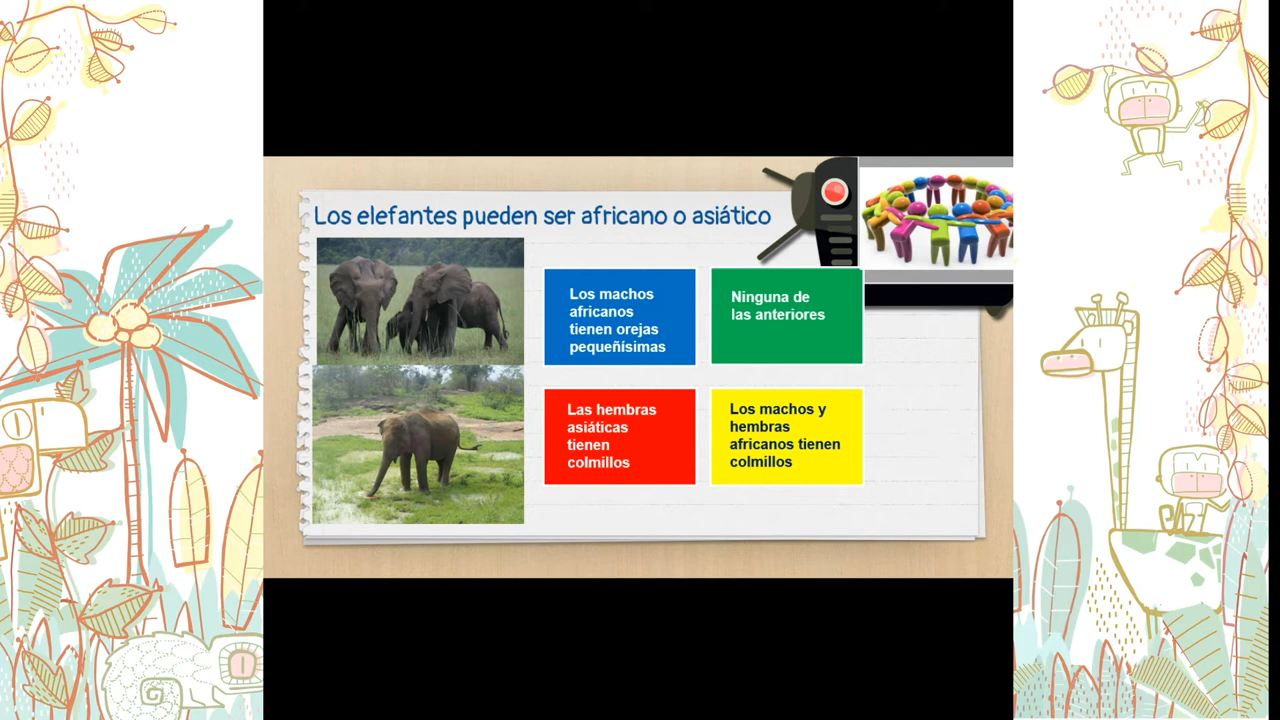 Los elefantes pueden ser africano o asiático
Los machos
africanos
tienen orejas
pequeñísimas
Ninguna de
las anteriores
Las hembras
asiáticas
tienen
colmillos
Los machos y
hembras
africanos tienen
colmillos